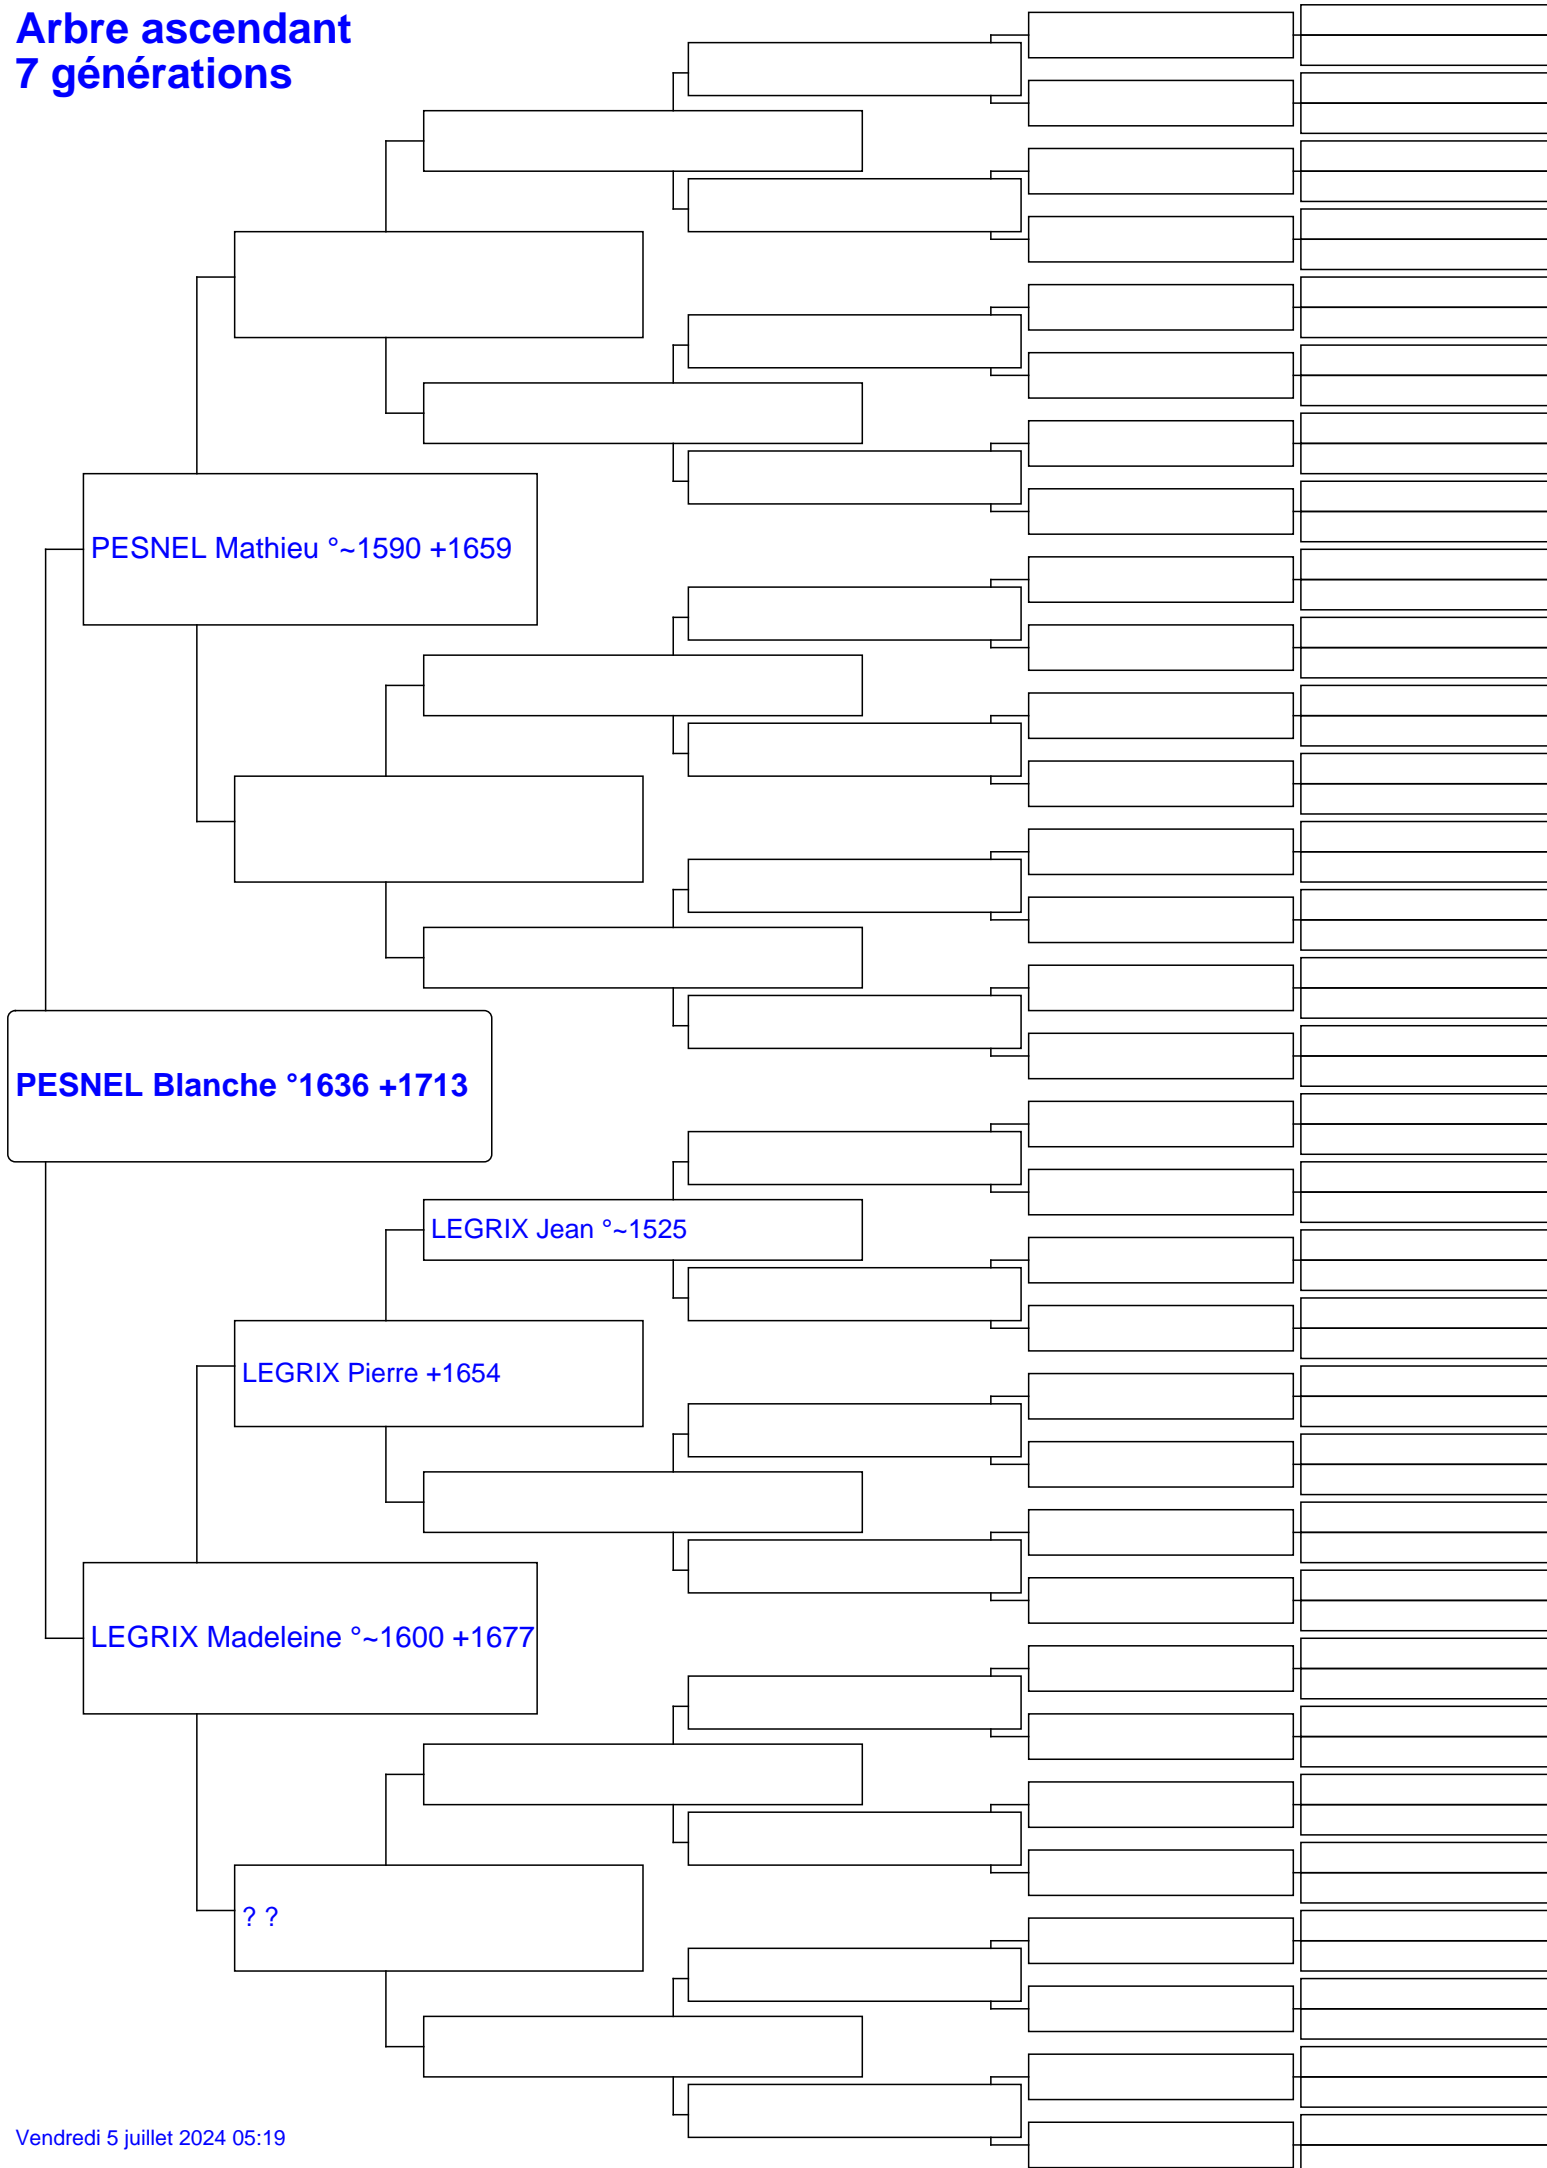 Arbre ascendant
7 générations
PESNEL Mathieu °~1590 +1659
PESNEL Blanche °1636 +1713
LEGRIX Jean °~1525
LEGRIX Pierre +1654
LEGRIX Madeleine °~1600 +1677
? ?
Vendredi 5 juillet 2024 05:19